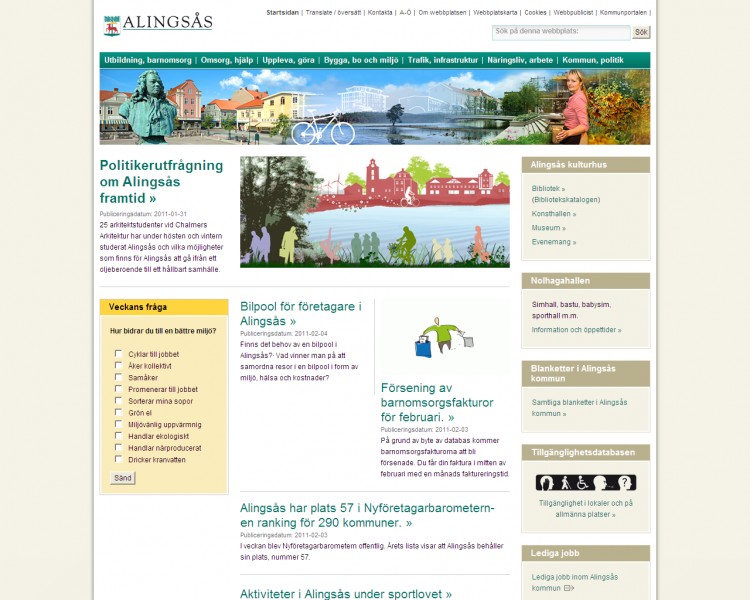 ALINGSÅS
Startsidan | Translate / översätt | Kontakta | A-Ö | Om webbplatsen | Webbplatskarta | Cookies | Webbpublicist | Kommunportalen |
Sök på denna webbplats:
Sök
Utbildning, barnomsorg | Omsorg, hjälp | Uppleva, göra | Bygga, bo och miljö | Trafik, infrastruktur | Näringsliv, arbete | Kommun, politik
Politikerutfrågning
om Alingsås
framtid »
Publiceringsdatum: 2011-01-31
25 arkitektstudenter vid Chalmers
Arkitektur har under hösten och vintern
studerat Alingsås och vilka möjligheter
som finns för Alingsås att gå ifrån ett
oljeberoende till ett hållbart samhälle.
Veckans fråga
Hur bidrar du till en bättre miljö?
Cyklar till jobbet
Åker kollektivt
Samåker
Promenerar till jobbet
Sorterar mina sopor
Grön el
Miljövänlig uppvärmnig
Handlar ekologiskt
Handlar närproducerat
Dricker kranvatten
Sänd
Bilpool för företagare i
Alingsås »
Publiceringsdatum: 2011-02-04
Finns det behov av en bilpool i
Alingsås?- Vad vinner man på att
samordna resor i en bilpool i form av
miljö, hälsa och kostnader?
Försening av
barnomsorgsfakturor
för februari. »
Publiceringsdatum: 2011-02-03
På grund av byte av databas kommer
barnomsorgsfakturorna att bli
försenade. Du får din faktura i mitten av
februari med en månads faktureringstid.
Alingsås har plats 57 i Nyföretagarbarometern-
en ranking för 290 kommuner. »
Publiceringsdatum: 2011-02-03
I veckan blev Nyföretagarbarometern offentlig. Årets lista visar att Alingsås behåller
sin plats, nummer 57.
Aktiviteter i Alingsås under sportlovet »
Alingsås kulturhus
Bibliotek »
(Bibliotekskatalogen)
Konsthallen »
Museum »
Evenemang »
Nolhagahallen
Simhall, bastu, babysim,
sporthall m.m.
Information och öppettider »
Blanketter i Alingsås
kommun
Samtliga blanketter i Alingsås
kommun »
Tillgänglighetsdatabasen
Tillgänglighet i lokaler och på
allmänna platser »
Lediga jobb
Lediga jobb inom Alingsås
kommun